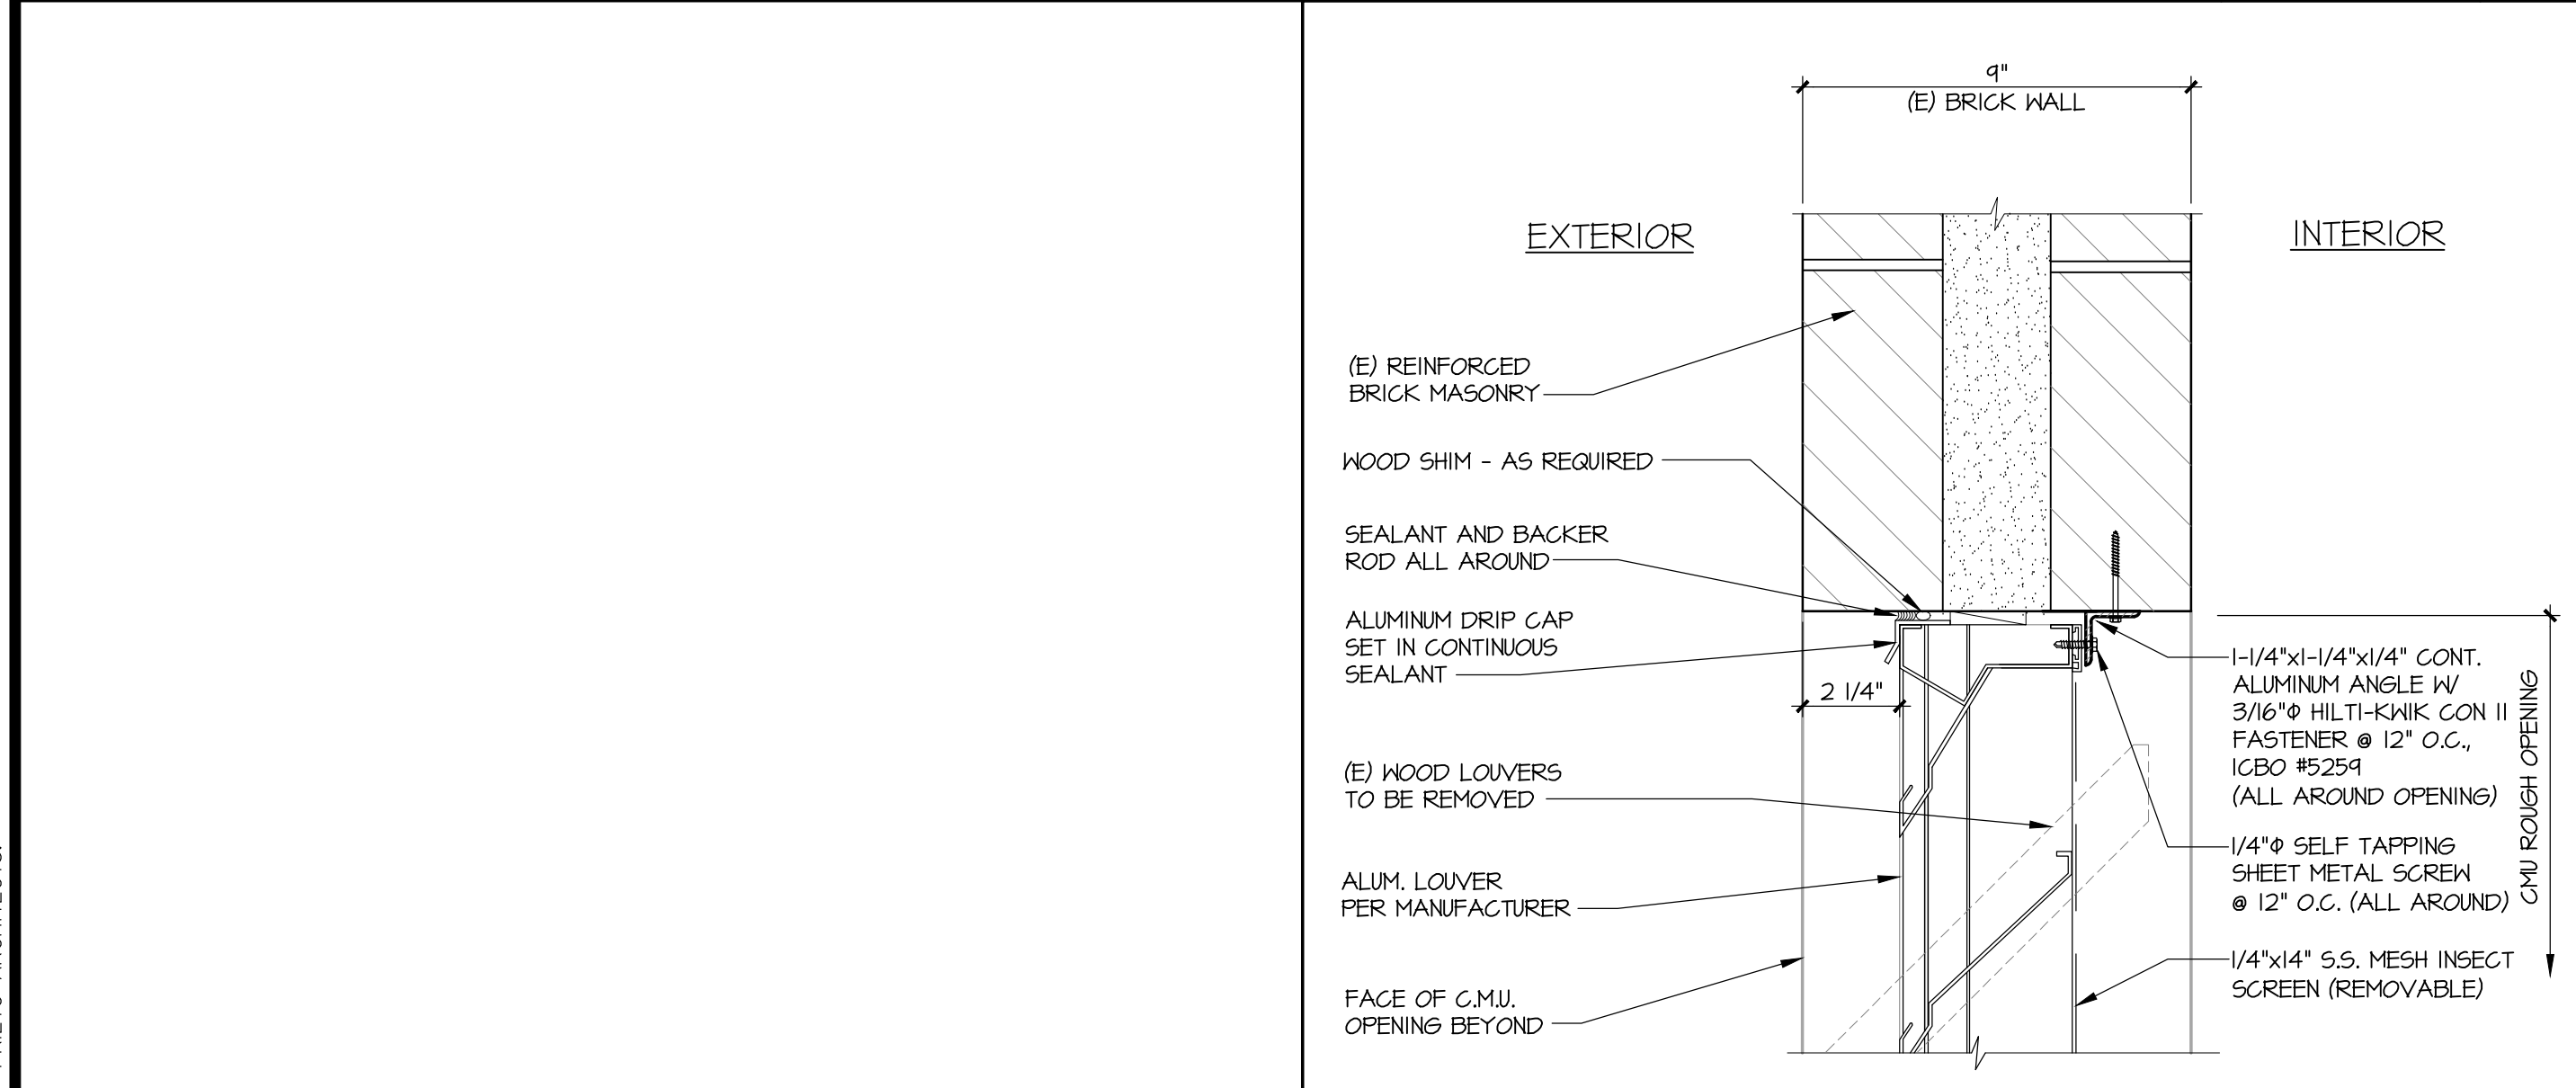 9"
(E) BRICK WALL
EXTERIOR
INTERIOR
(E) REINFORCED
BRICK MASONRY
WOOD SHIM - AS REQUIRED
SEALANT AND BACKER
ROD ALL AROUND
ALUMINUM DRIP CAP
SET IN CONTINUOUS
SEALANT
2 1/4"
(E) WOOD LOUVERS
TO BE REMOVED
ALUM. LOUVER
PER MANUFACTURER
FACE OF C.M.U.
OPENING BEYOND
1-1/4"x1-1/4"x1/4" CONT.
ALUMINUM ANGLE W/
3/16"Φ HILTI-KWIK CON II
FASTENER @ 12" O.C.,
ICBO #5259
(ALL AROUND OPENING)
1/4"Φ SELF TAPPING
SHEET METAL SCREW
@ 12" O.C. (ALL AROUND)
1/4"x14" S.S. MESH INSECT
SCREEN (REMOVABLE)
CMU ROUGH OPENING